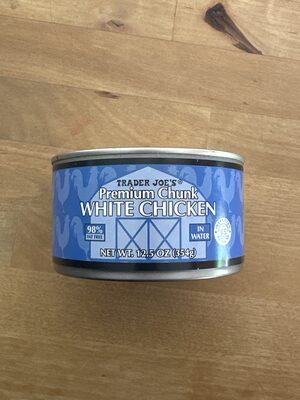 TRADER JOE'S®
Premium Chunk
WHITE CHICKEN
98%
FAT FREE
IN
WATER
NET WT. 12.5 OZ (354g)